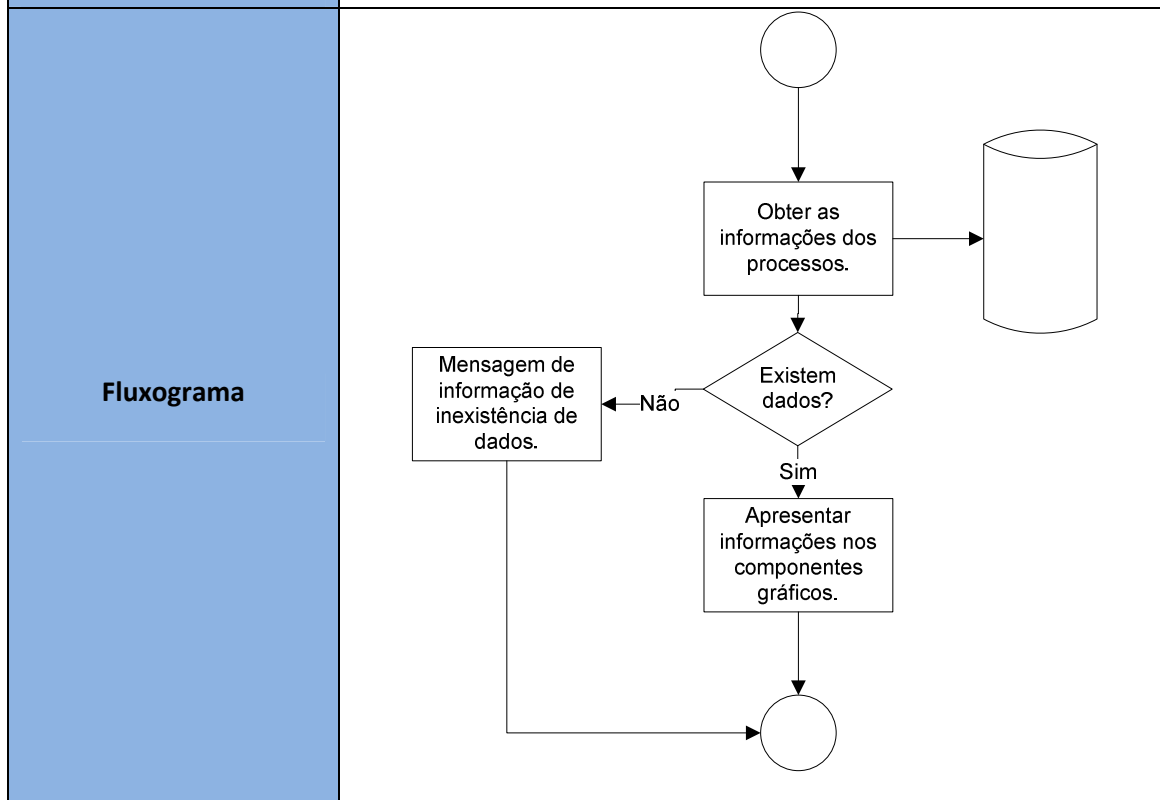 Fluxograma
Obter as
informações dos
processos.
Existem
dados?
Não
Mensagem de
informação de
inexistência de
dados.
Sim
Apresentar
informações nos
componentes
gráficos.